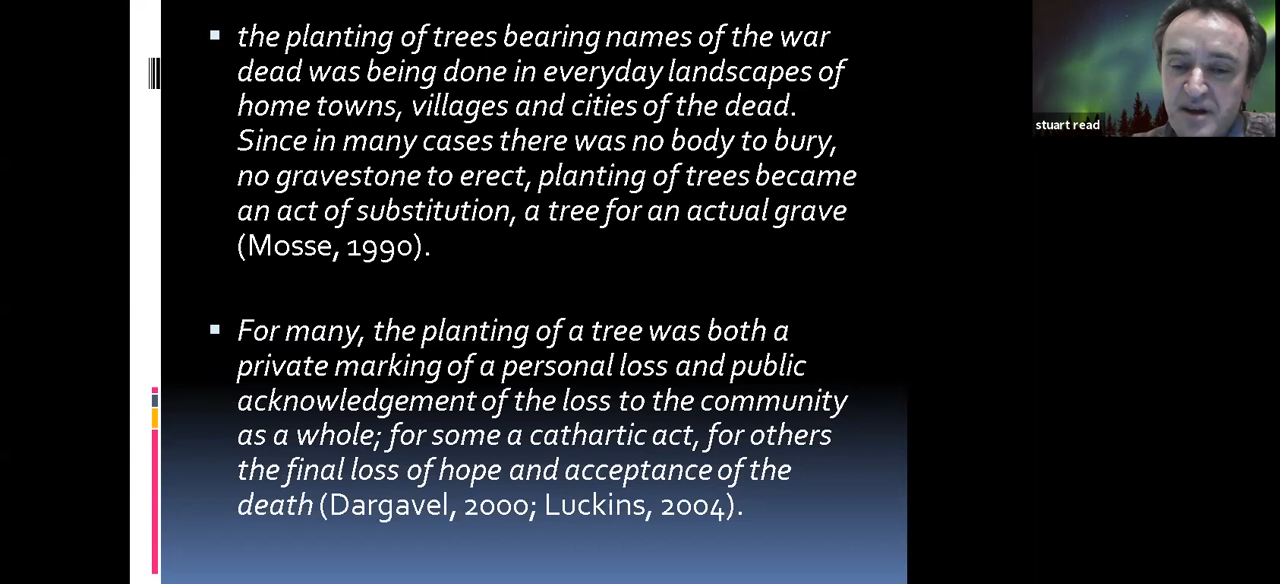 the planting of trees bearing names of the war
dead was being done in everyday landscapes of
home towns, villages and cities of the dead.
Since in many cases there was no body to bury,
no gravestone to erect, planting of trees became
an act of substitution, a tree for an actual grave
(Mosse, 1990).
For many, the planting of a tree was both a
private marking of a personal loss and public
acknowledgement of the loss to the community
as a whole; for some a cathartic act, for others
the final loss of hope and acceptance of the
death (Dargavel, 2000; Luckins, 2004).
stuart read